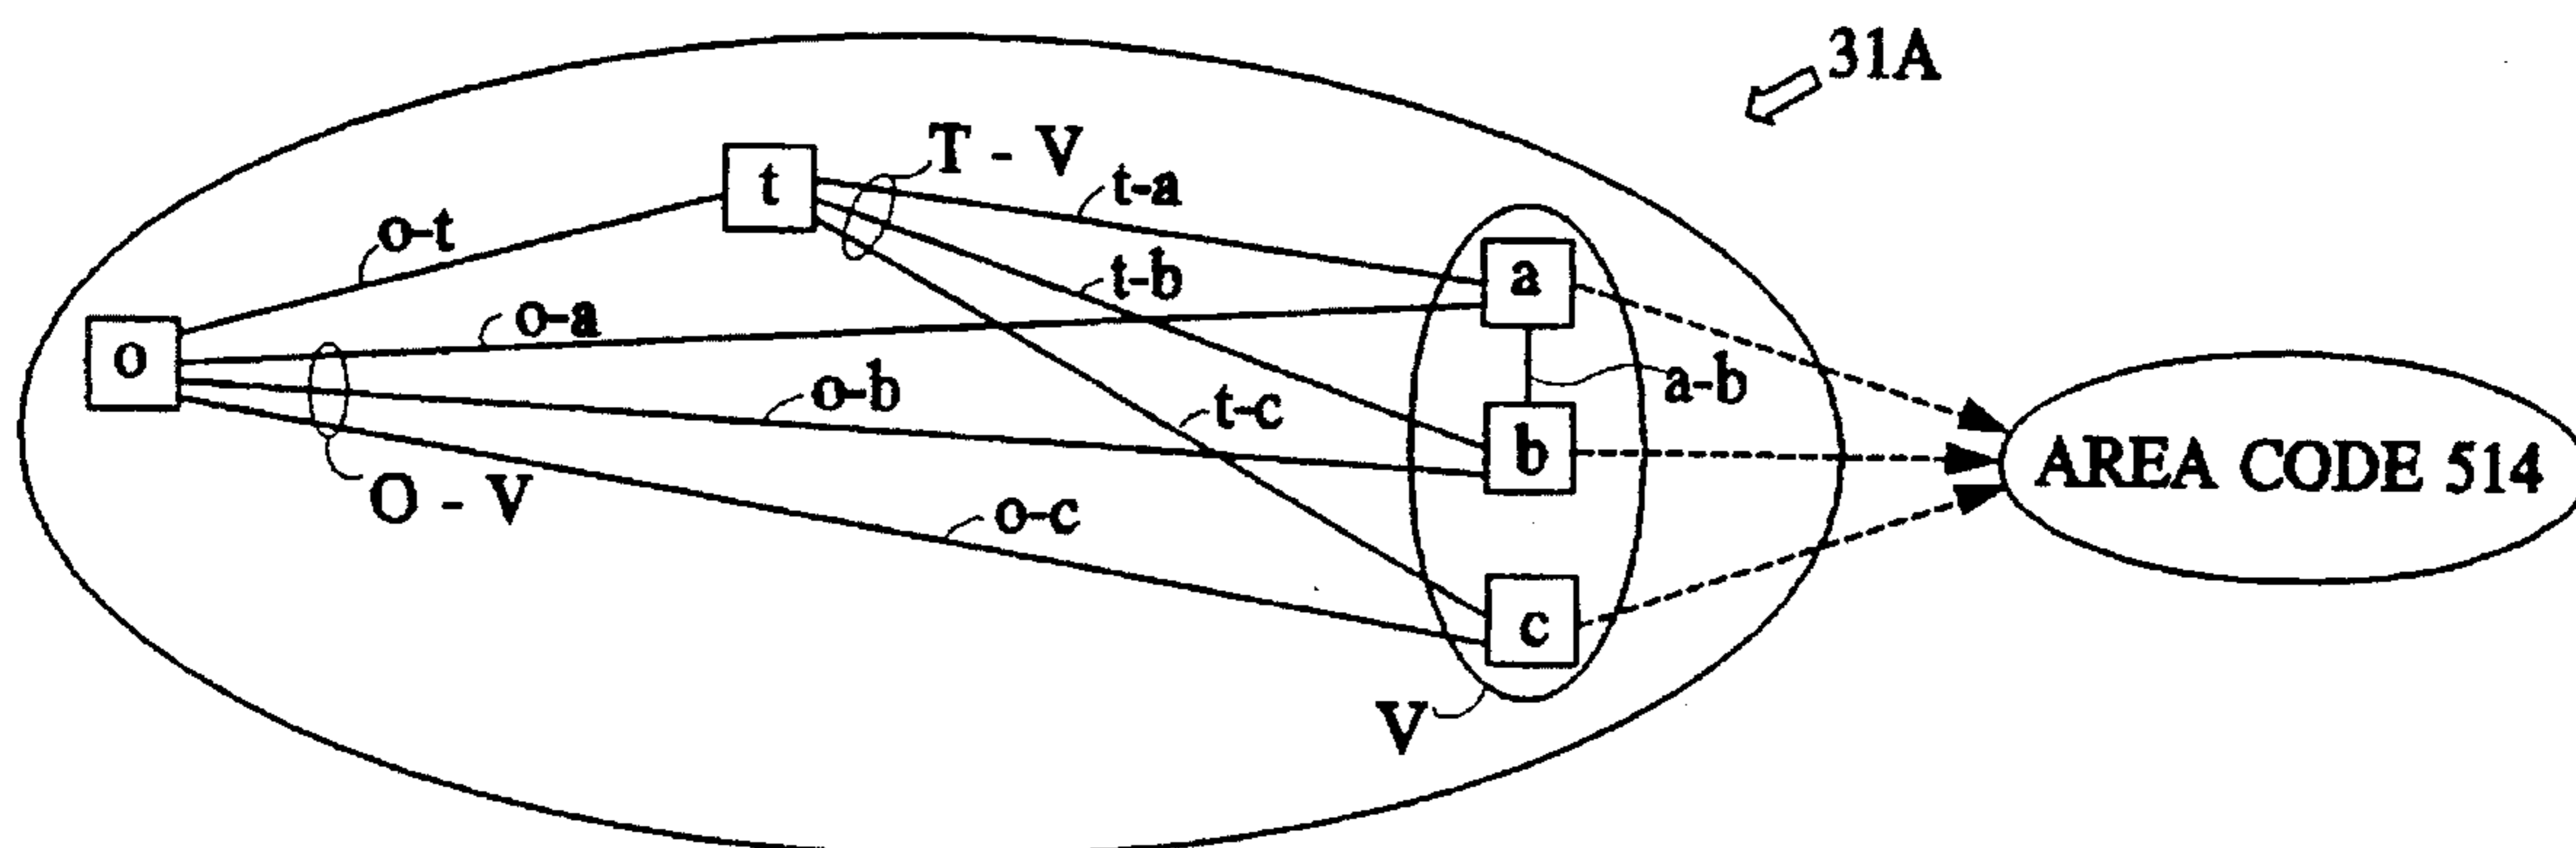 31A
T - V
t
t-a
o-t
a
t-b
o-a
o
a-b
o-b
t-c
b
AREA CODE 514
O - V
o-c
c
V